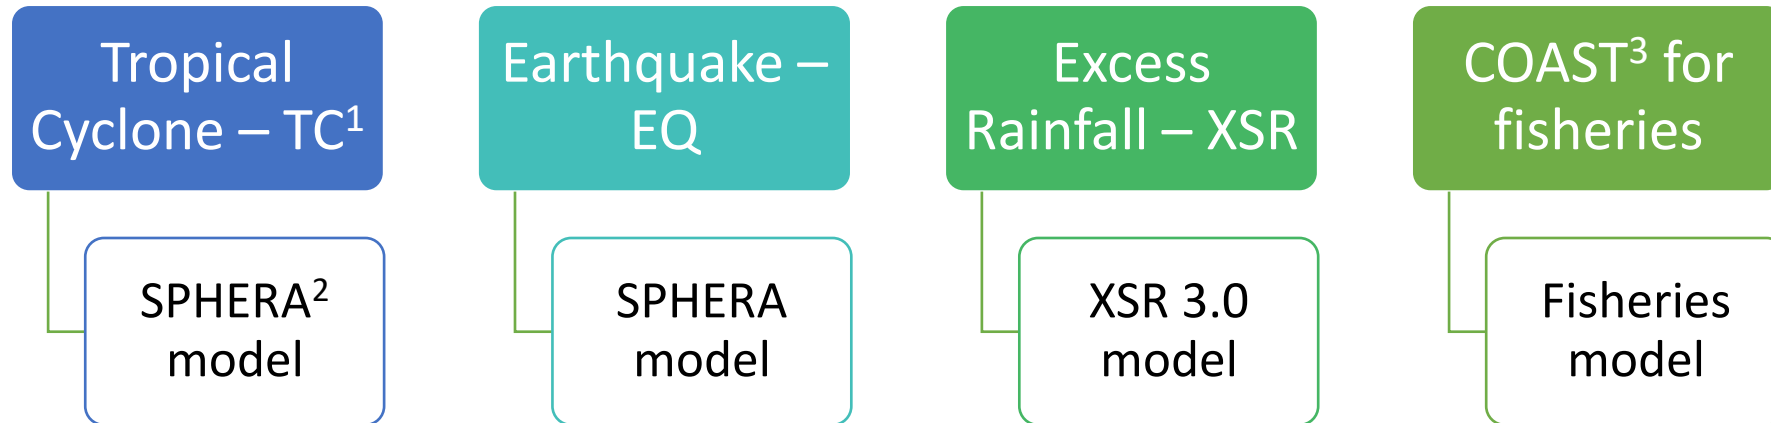 Tropical
Cyclone – TC¹
Earthquake –
EQ
Excess
Rainfall – XSR
COAST³ for
fisheries
SPHERA²
model
SPHERA
model
XSR 3.0
model
Fisheries
model